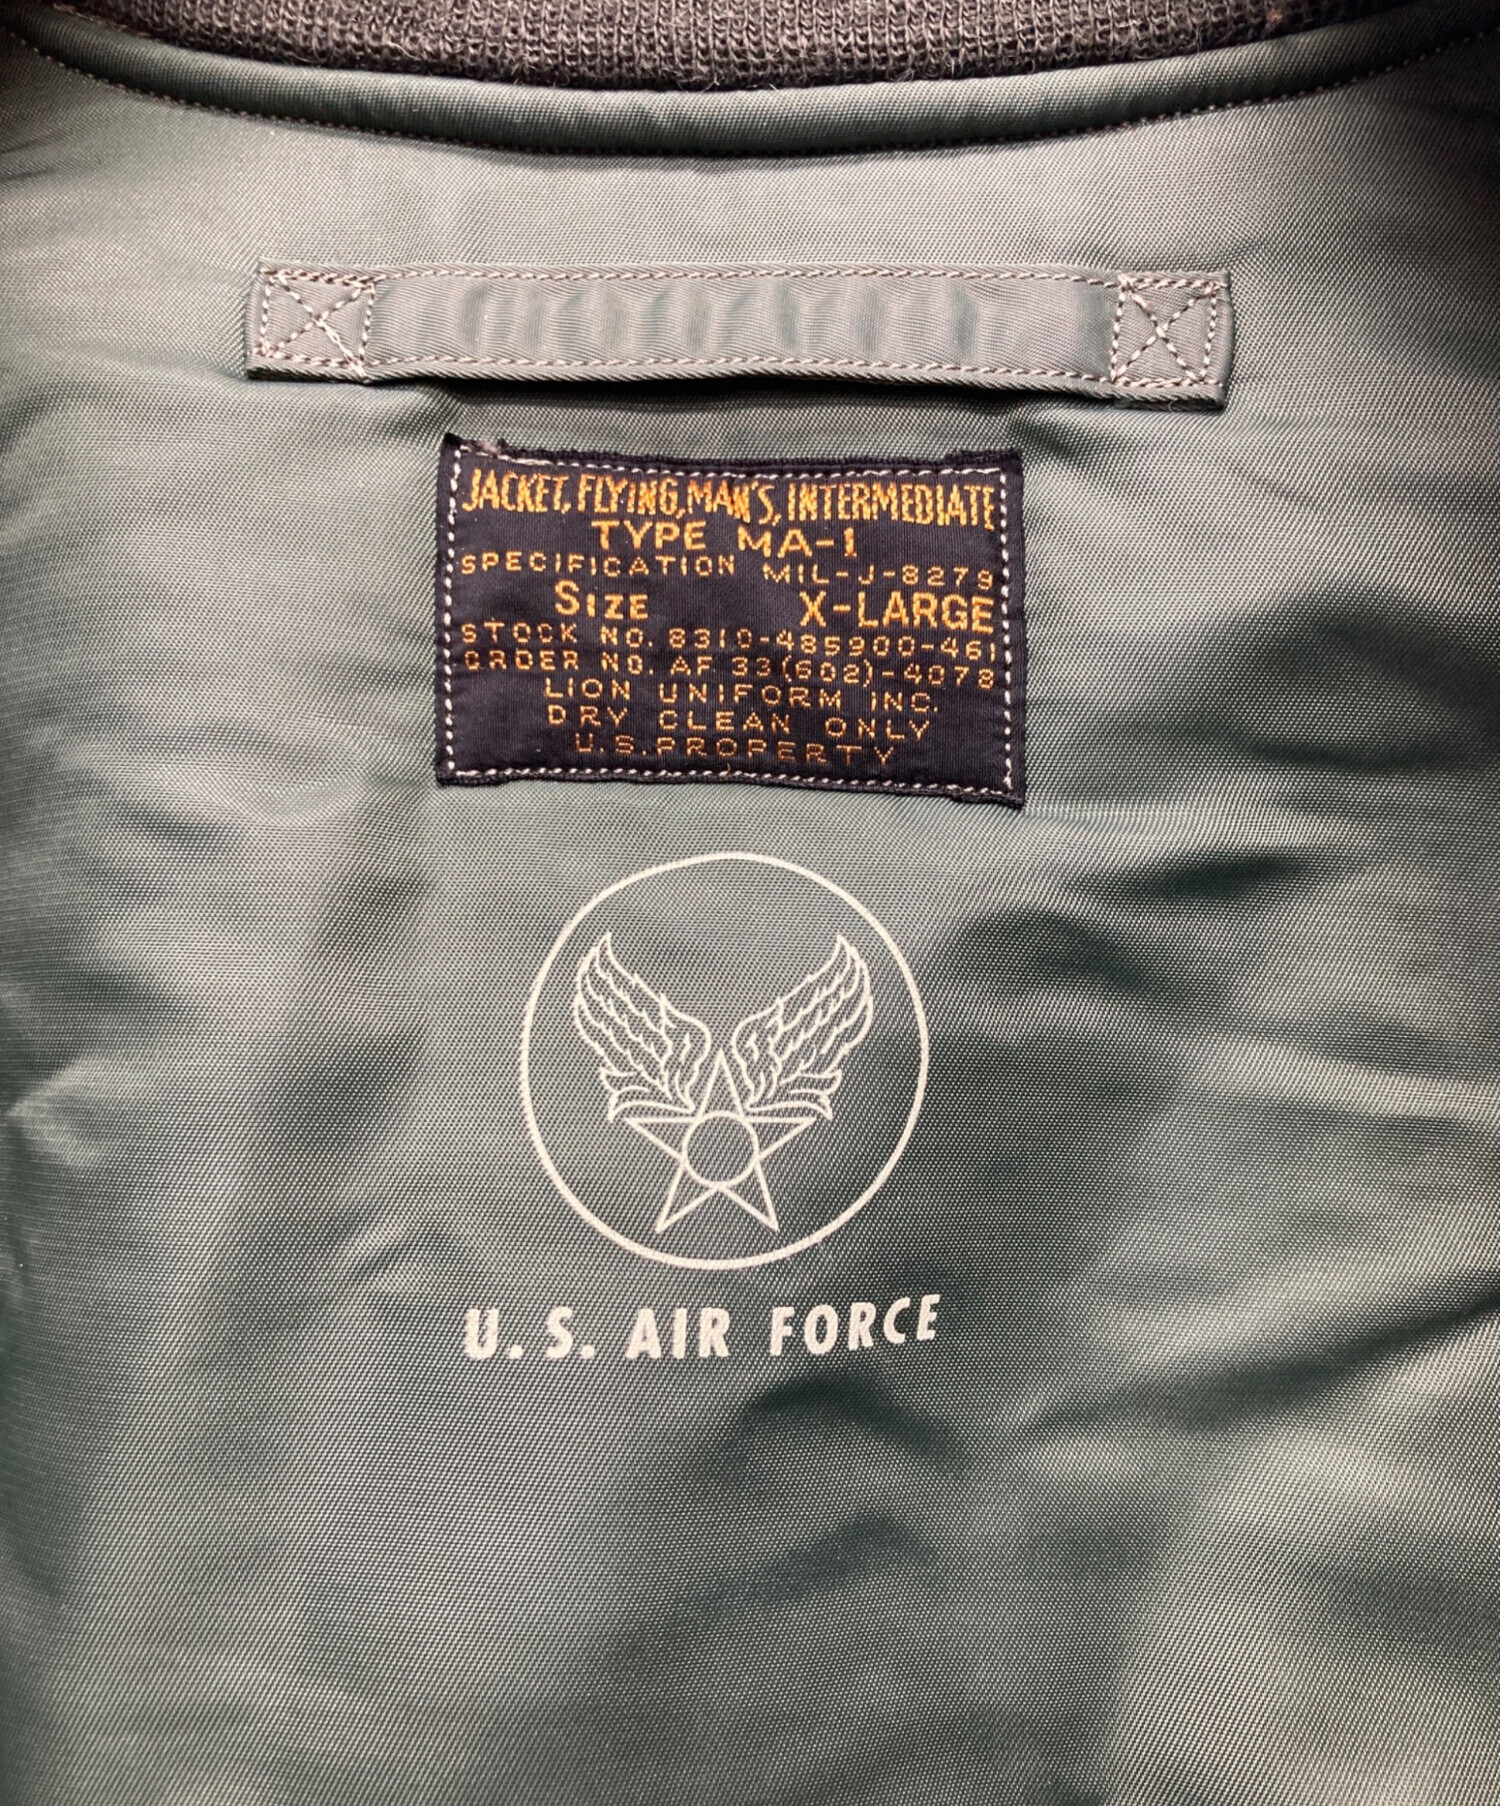 JACKET, FLYING, MAN'S, INTERMEDIATE
TYPE MA-1
SPECIFICATION MIL-J-8279
SIZE X-LARGE
STOCK NO. 8310-485900-461
ORDER NO. AF 33(602)-4078
LION UNIFORM INC.
DRY CLEAN ONLY
U.S. PROPERTY
U.S. AIR FORCE